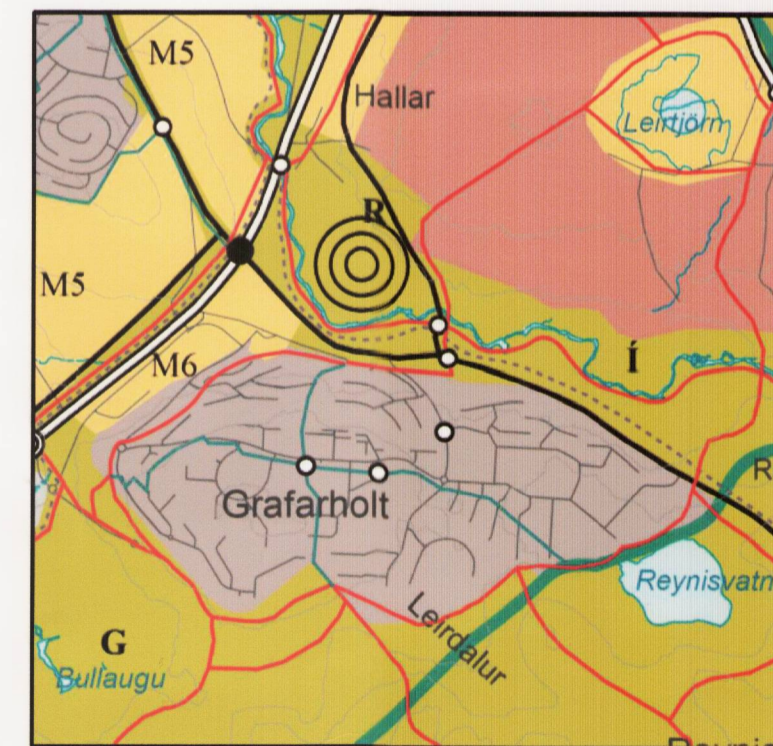 M5
Hallar
Leirtjörn
R
M5
Í
M6
R
Grafarholt
Reynisvatn
Leirdalur
G
Bullaugu